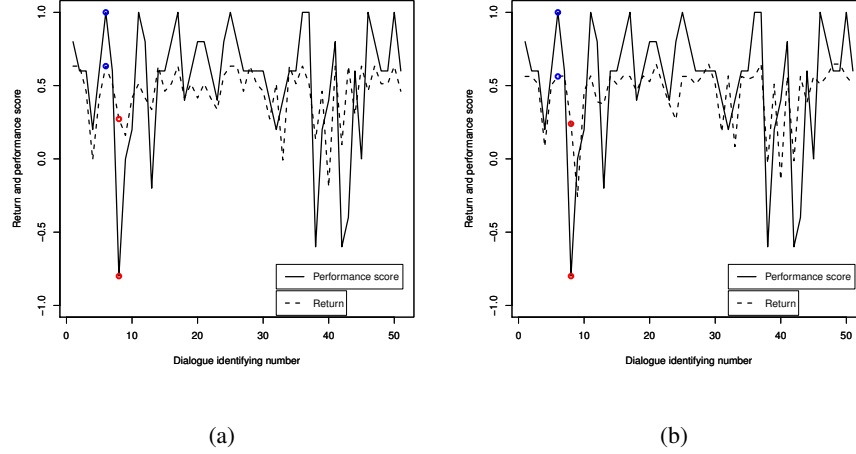 Return and performance score
1.0
0.5
0.0
−0.5
−1.0
Performance score
Return
0 10 20 30 40 50
Dialogue identifying number
(a)
Return and performance score
1.0
0.5
0.0
−0.5
−1.0
Performance score
Return
0 10 20 30 40 50
Dialogue identifying number
(b)